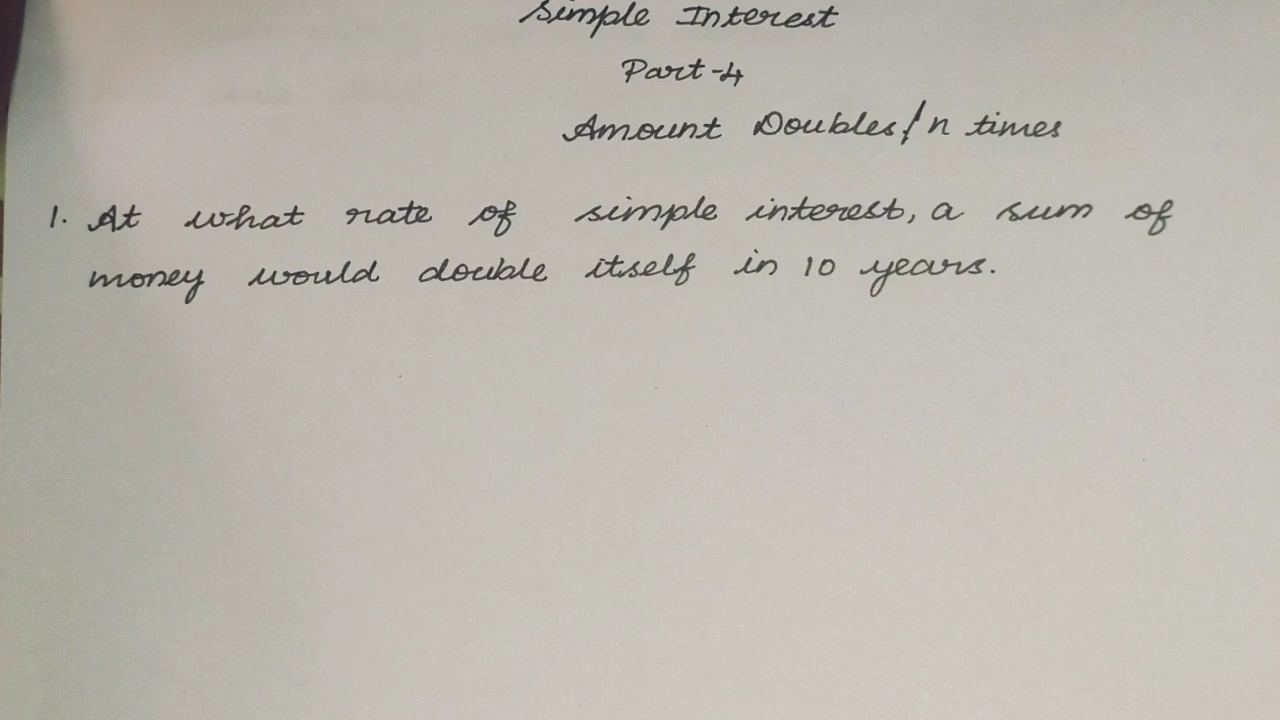 Simple Interest
Part-4
Amount Doubles/n times
1. At what rate of simple interest, a sum of
money would double itself in 10 years.